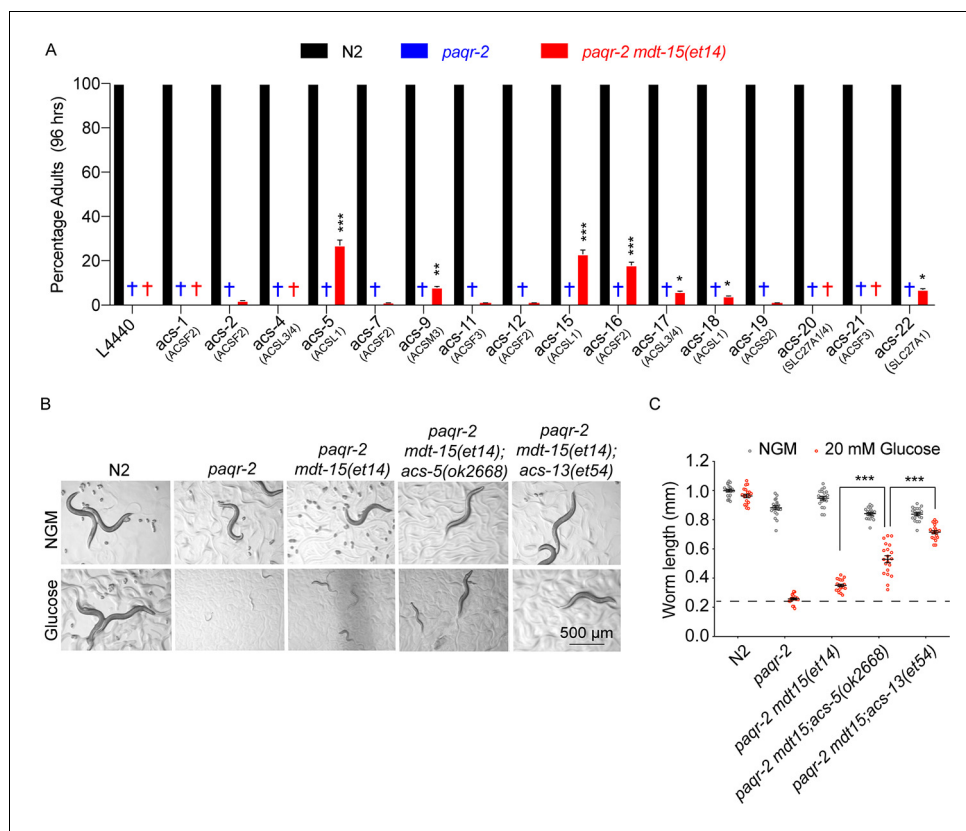 A
N2
paqr-2
paqr-2 mdt-15(et14)
Percentage Adults (96 hrs)
100
80
60
40
20
0
† † † † † † † † † † † † † † † † † † † † † † †
***
**
***
***
*
*
*
L4440
acs-1
(ACSF2)
acs-2
(ACSF2)
acs-4
(ACSL3/4)
acs-5
(ACSL1)
acs-7
(ACSF2)
acs-9
(ACSM3)
acs-11
(ACSF3)
acs-12
(ACSF2)
acs-15
(ACSL1)
acs-16
(ACSF2)
acs-17
(ACSL3/4)
acs-18
(ACSL1)
acs-19
(ACSS2)
acs-20
(SLC27A1/4)
acs-21
(ACSF3)
acs-22
(SLC27A1)
B
N2
paqr-2
paqr-2
mdt-15(et14)
paqr-2
mdt-15(et14);
acs-5(ok2668)
paqr-2
mdt-15(et14);
acs-13(et54)
NGM
Glucose
500 µm
C
NGM
20 mM Glucose
Worm length (mm)
1.2
1.0
0.8
0.6
0.4
0.2
0.0
***
***
N2
paqr-2
paqr-2 mdt15(et14)
paqr-2 mdt15;acs-5(ok2668)
paqr-2 mdt15;acs-13(et54)